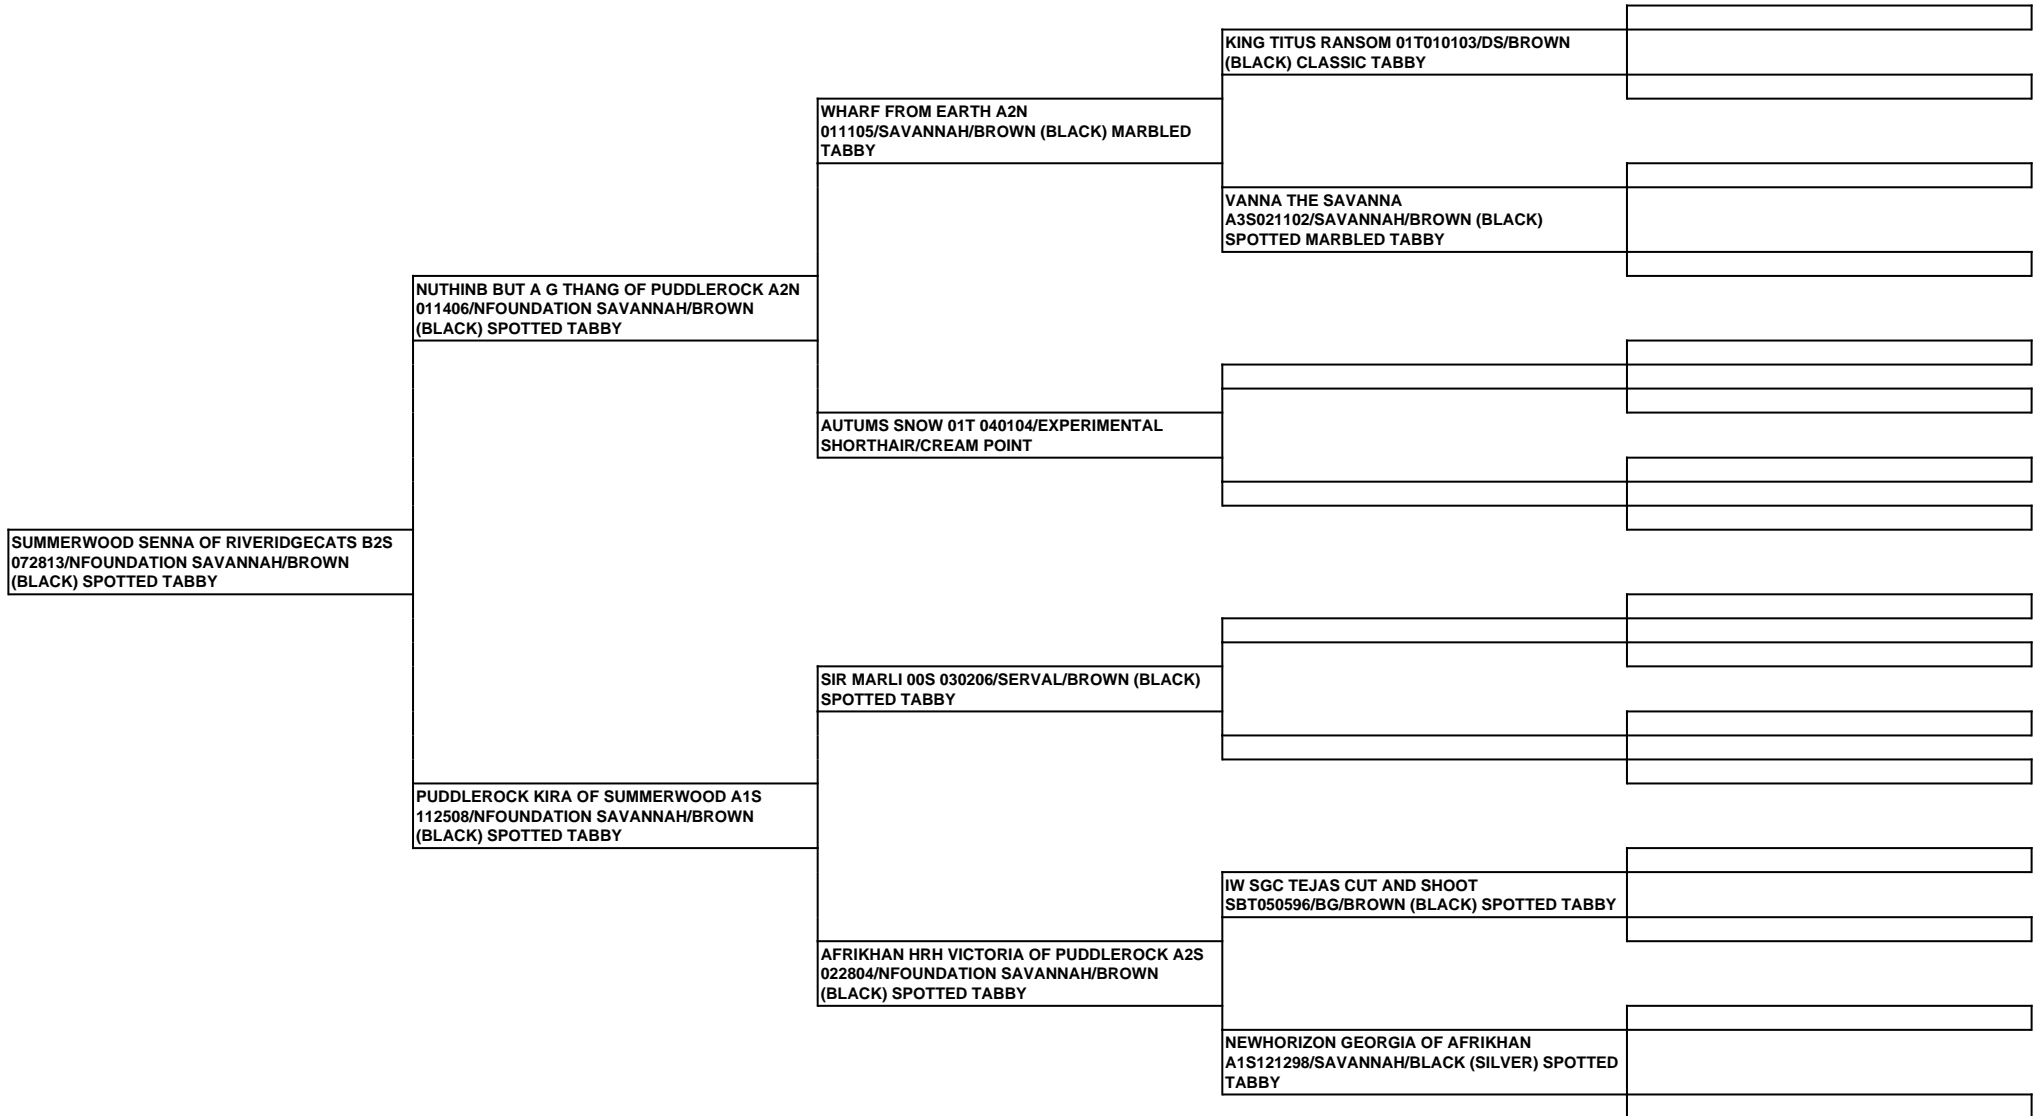 KING TITUS RANSOM 01T010103/DS/BROWN
(BLACK) CLASSIC TABBY
WHARF FROM EARTH A2N
011105/SAVANNAH/BROWN (BLACK) MARBLED
TABBY
VANNA THE SAVANNA
A3S021102/SAVANNAH/BROWN (BLACK)
SPOTTED MARBLED TABBY
NUTHINB BUT A G THANG OF PUDDLEROCK A2N
011406/NFOUNDATION SAVANNAH/BROWN
(BLACK) SPOTTED TABBY
AUTUMS SNOW 01T 040104/EXPERIMENTAL
SHORTHAIR/CREAM POINT
SUMMERWOOD SENNA OF RIVERIDGECATS B2S
072813/NFOUNDATION SAVANNAH/BROWN
(BLACK) SPOTTED TABBY
SIR MARLI 00S 030206/SERVAL/BROWN (BLACK)
SPOTTED TABBY
PUDDLEROCK KIRA OF SUMMERWOOD A1S
112508/NFOUNDATION SAVANNAH/BROWN
(BLACK) SPOTTED TABBY
IW SGC TEJAS CUT AND SHOOT
SBT050596/BG/BROWN (BLACK) SPOTTED TABBY
AFRIKHAN HRH VICTORIA OF PUDDLEROCK A2S
022804/NFOUNDATION SAVANNAH/BROWN
(BLACK) SPOTTED TABBY
NEWHORIZON GEORGIA OF AFRIKHAN
A1S121298/SAVANNAH/BLACK (SILVER) SPOTTED
TABBY